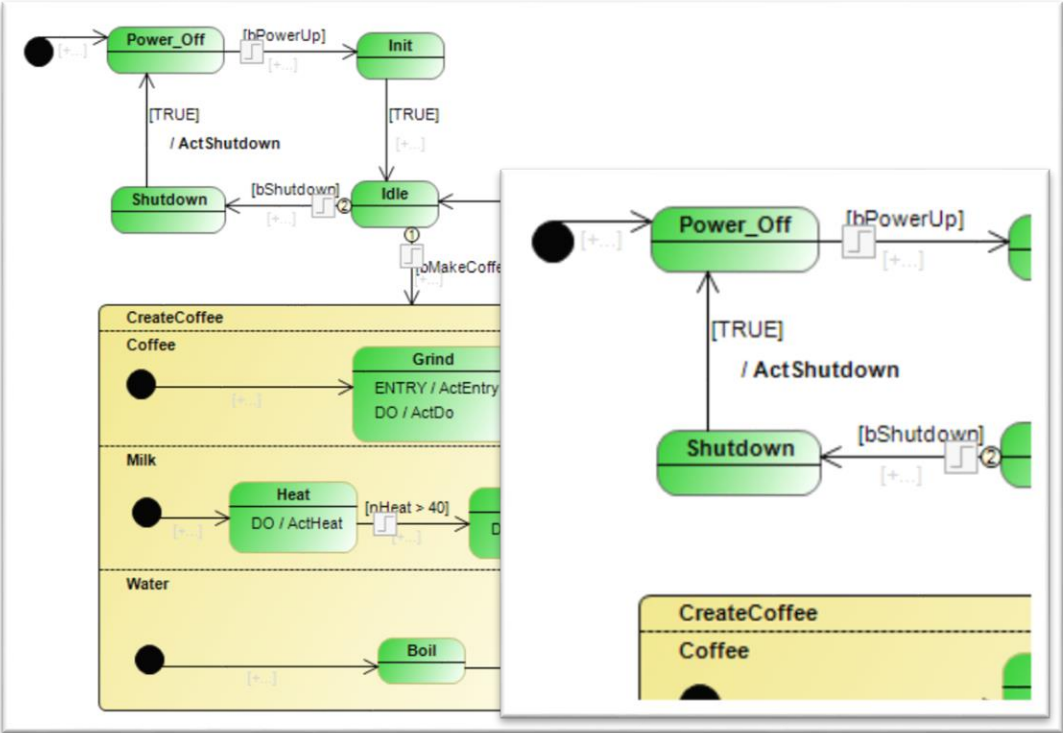 Power_Off
[bPowerUp]
Init
[+...]
[+...]
[TRUE]
/ ActShutdown
[TRUE]
[+...]
Shutdown
[bShutdown]
2
Idle
[+...]
1
[+...]
CreateCoffee
Coffee
Grind
ENTRY / ActEntry
DO / ActDo
[+...]
Milk
Heat
DO / ActHeat
[nHeat > 40]
[+...]
[+...]
Water
Boil
[+...]
Power_Off
[bPowerUp]
[+...]
[+...]
[TRUE]
/ ActShutdown
Shutdown
[bShutdown]
2
[+...]
CreateCoffee
Coffee